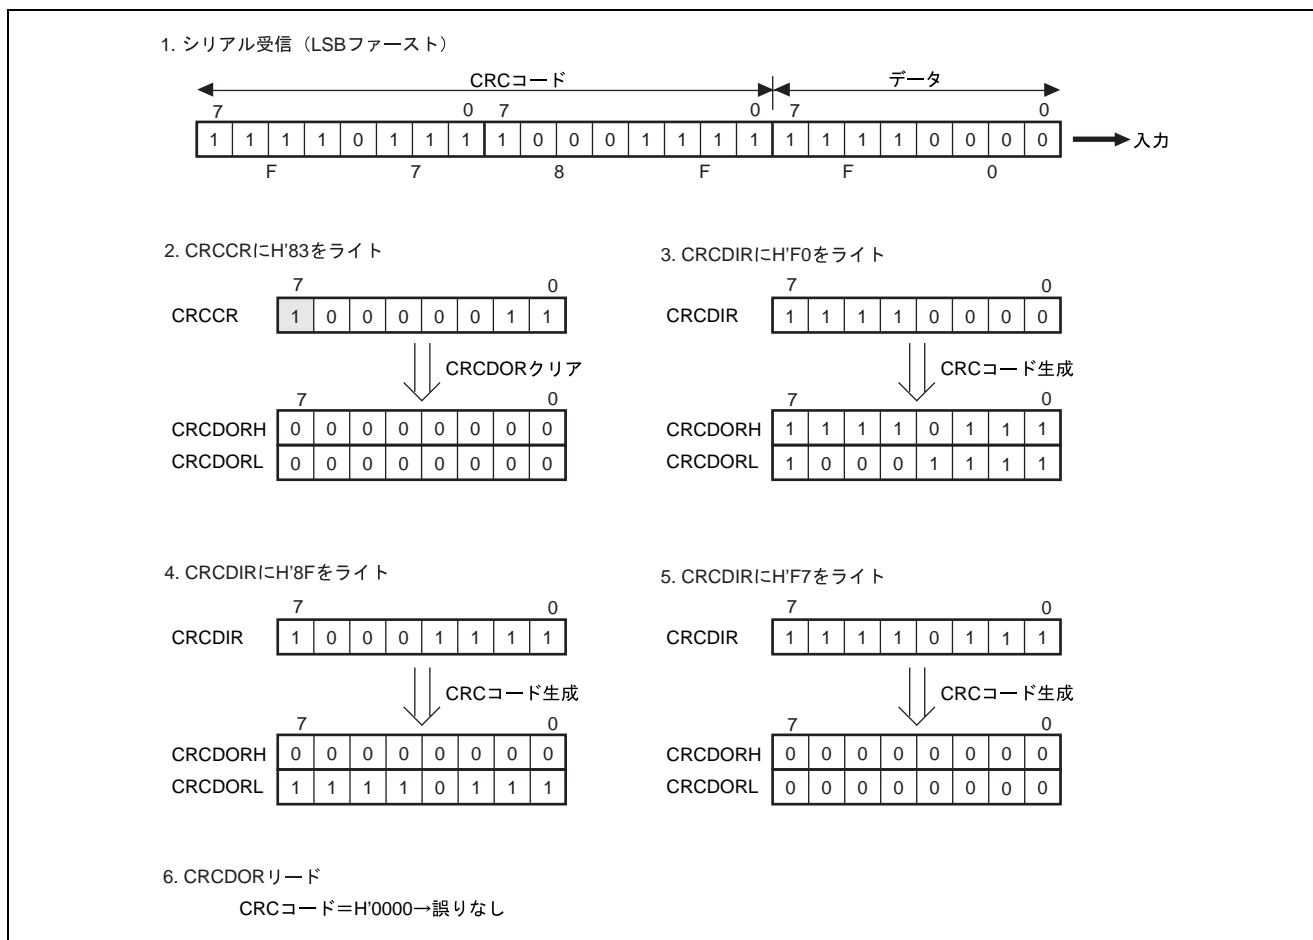 1. シリアル受信（LSBファースト）
CRCコード データ
7 0 7 0 7 0
1 1 1 1 0 1 1 1 1 0 0 0 1 1 1 1 1 1 1 1 0 0 0 0 入力
F 7 8 F F 0
2. CRCCRにH'83をライト
7 0
CRCCR 1 0 0 0 0 0 1 1
CRCDORクリア
7 0
CRCDORH 0 0 0 0 0 0 0 0
CRCDORL 0 0 0 0 0 0 0 0
3. CRCDIRにH'F0をライト
7 0
CRCDIR 1 1 1 1 0 0 0 0
CRCコード生成
7 0
CRCDORH 1 1 1 1 0 1 1 1
CRCDORL 1 0 0 0 1 1 1 1
4. CRCDIRにH'8Fをライト
7 0
CRCDIR 1 0 0 0 1 1 1 1
CRCコード生成
7 0
CRCDORH 0 0 0 0 0 0 0 0
CRCDORL 1 1 1 1 0 1 1 1
5. CRCDIRにH'F7をライト
7 0
CRCDIR 1 1 1 1 0 1 1 1
CRCコード生成
7 0
CRCDORH 0 0 0 0 0 0 0 0
CRCDORL 0 0 0 0 0 0 0 0
6. CRCDORリード
CRCコード＝H'0000→誤りなし